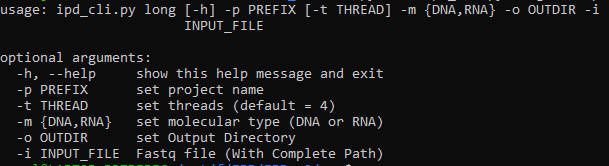 usage: ipd_cli.py long [-h] -p PREFIX [-t THREAD] -m {DNA,RNA} -o OUTDIR -i
INPUT_FILE
optional arguments:
-h, --help show this help message and exit
-p PREFIX set project name
-t THREAD set threads (default = 4)
-m {DNA,RNA} set molecular type (DNA or RNA)
-o OUTDIR set Output Directory
-i INPUT_FILE Fastq file (With Complete Path)